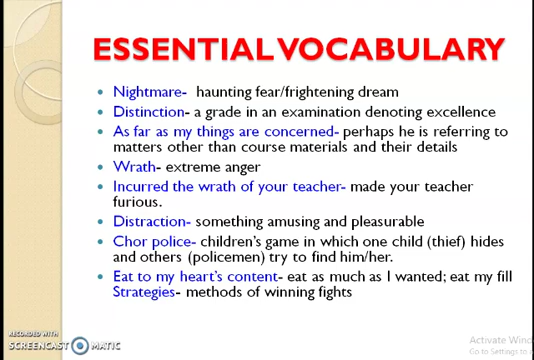 ESSENTIAL VOCABULARY
• Nightmare- haunting fear/frightening dream
• Distinction- a grade in an examination denoting excellence
• As far as my things are concerned- perhaps he is referring to
matters other than course materials and their details
• Wrath- extreme anger
• Incurred the wrath of your teacher- made your teacher
furious.
• Distraction- something amusing and pleasurable
• Chor police- children's game in which one child (thief) hides
and others (policemen) try to find him/her.
• Eat to my heart's content- eat as much as I wanted; eat my fill
Strategies- methods of winning fights
RECORDED WITH
SCREENCAST MATIC
Activate Wind
Go to Settings to a